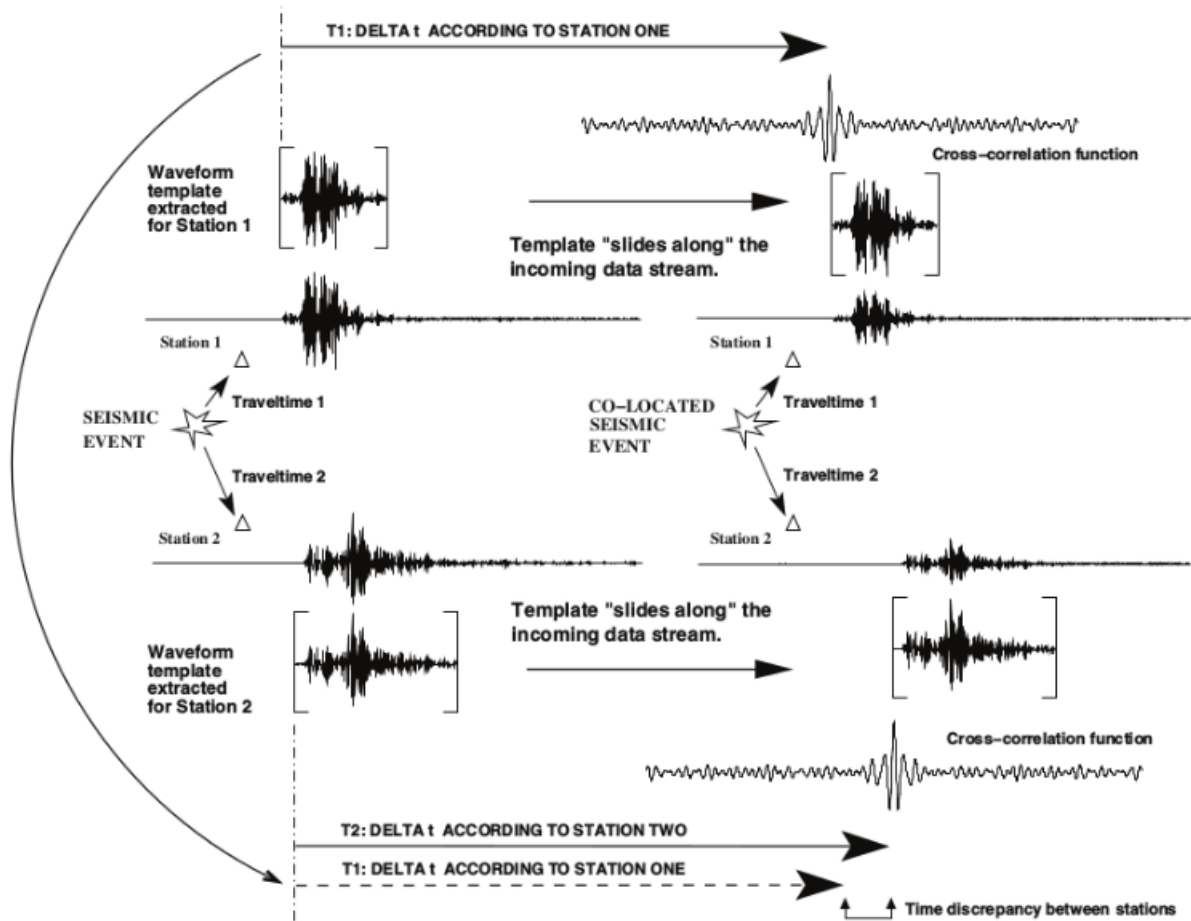 T1: DELTA t ACCORDING TO STATION ONE
Cross-correlation function
Waveform
template
extracted
for Station 1
Template "slides along" the
incoming data stream.
Station 1
Station 1
Traveltime 1
Traveltime 1
SEISMIC
EVENT
CO-LOCATED
SEISMIC
EVENT
Traveltime 2
Traveltime 2
Station 2
Station 2
Template "slides along" the
incoming data stream.
Waveform
template
extracted
for Station 2
Cross-correlation function
T2: DELTA t ACCORDING TO STATION TWO
T1: DELTA t ACCORDING TO STATION ONE
Time discrepancy between stations